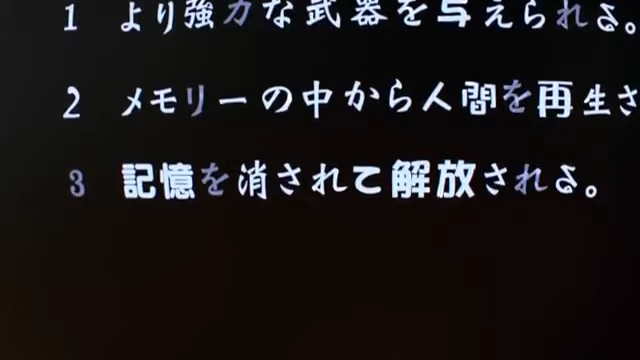 1 より強力な武器を与えられる。
2 メモリーの中から人間を再生さ
3 記憶を消されて解放される。